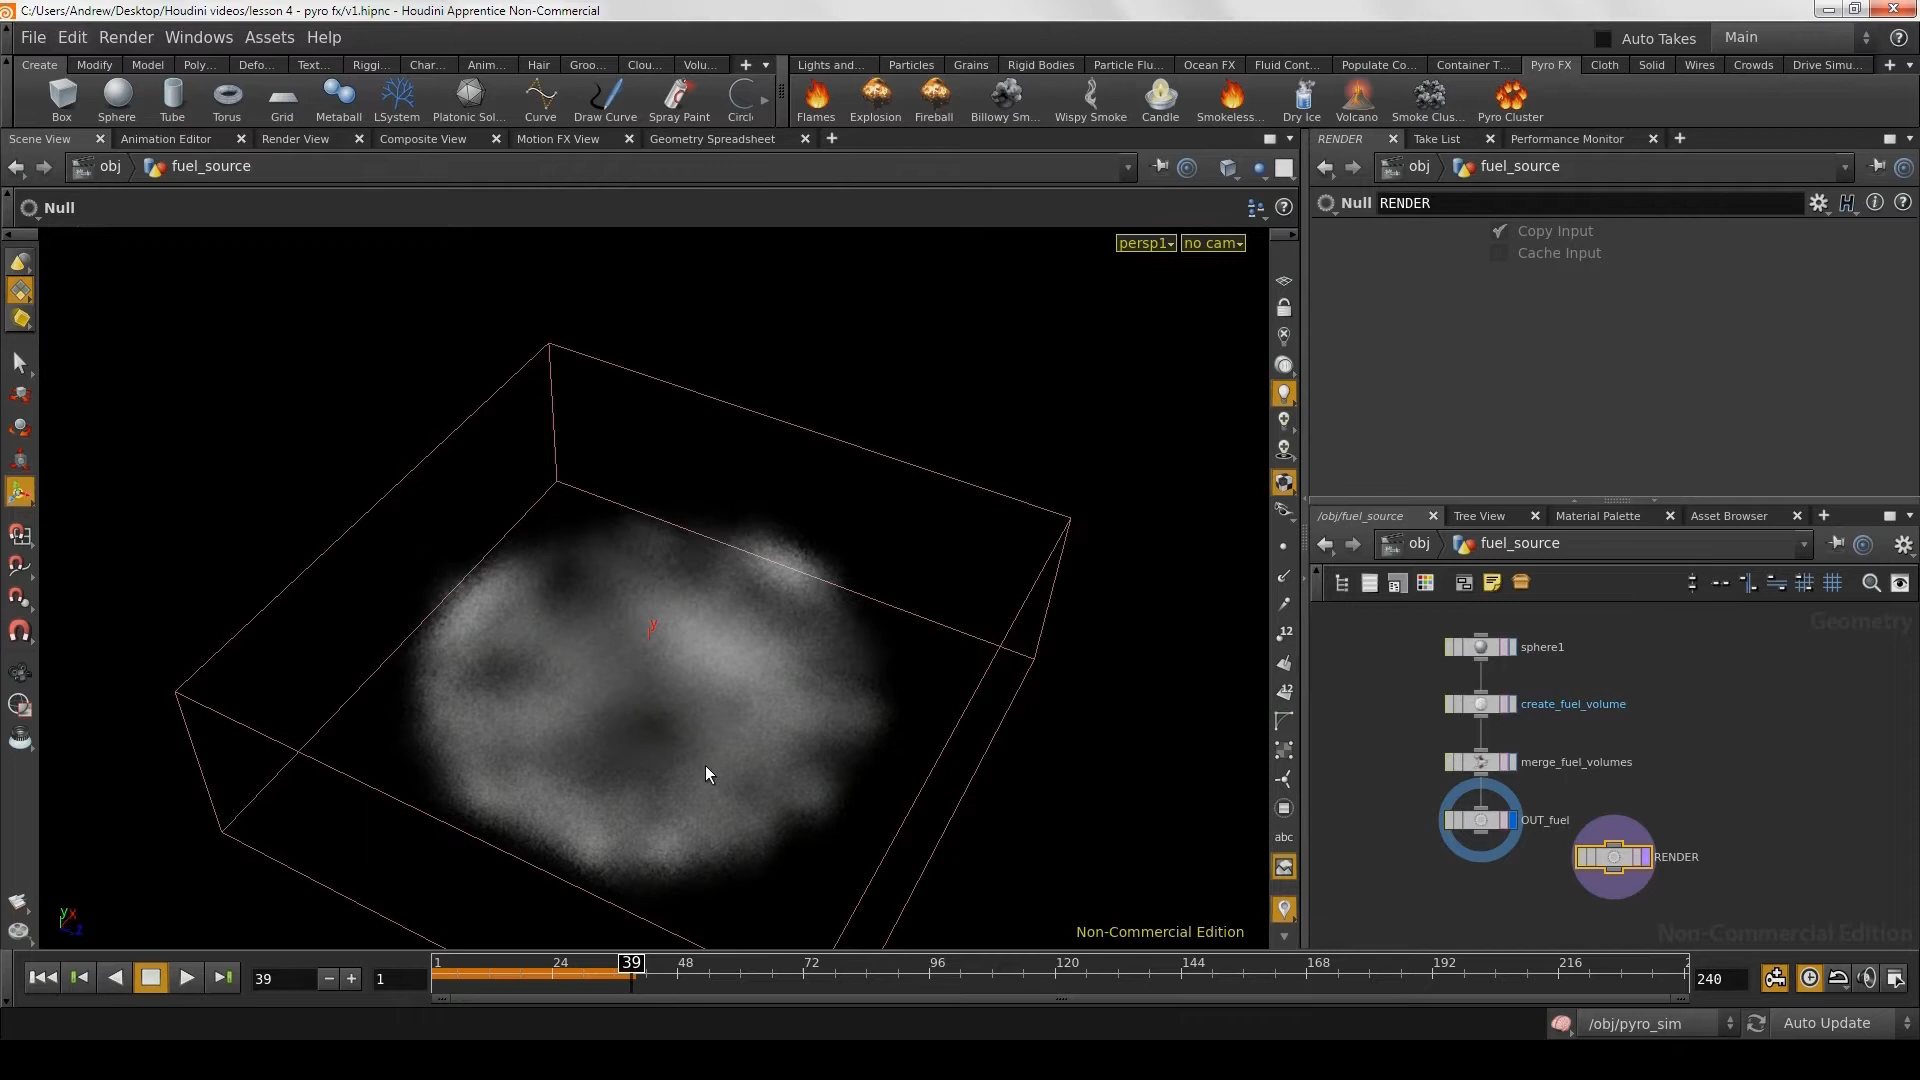 C:/Users/Andrew/Desktop/Houdini videos/lesson 4 - pyro fx/v1.hipnc - Houdini Apprentice Non-Commercial
File Edit Render Windows Assets Help
Auto Takes Main
Create Modify Model Poly... Defo... Text... Riggi... Char... Anim... Hair Groo... Clou... Volu...
Lights and... Particles Grains Rigid Bodies Particle Flu... Ocean FX Fluid Cont... Populate Co... Container T... Pyro FX Cloth Solid Wires Crowds Drive Simu...
Box Sphere Tube Torus Grid Metaball LSystem Platonic Sol... Curve Draw Curve Spray Paint Circl
Flames Explosion Fireball Billowy Sm... Wispy Smoke Candle Smokeless... Dry Ice Volcano Smoke Clus... Pyro Cluster
Scene View Animation Editor Render View Composite View Motion FX View Geometry Spreadsheet
RENDER Take List Performance Monitor
obj fuel_source
obj fuel_source
Null
Null RENDER
Copy Input
Cache Input
persp1 no cam
y
12
12
abc
y x z
Non-Commercial Edition
/obj/fuel_source Tree View Material Palette Asset Browser
obj fuel_source
Geometry
sphere1
create_fuel_volume
merge_fuel_volumes
OUT_fuel
RENDER
Non-Commercial Edition
39 1
1 24 39 48 72 96 120 144 168 192 216 2
240
/obj/pyro_sim Auto Update